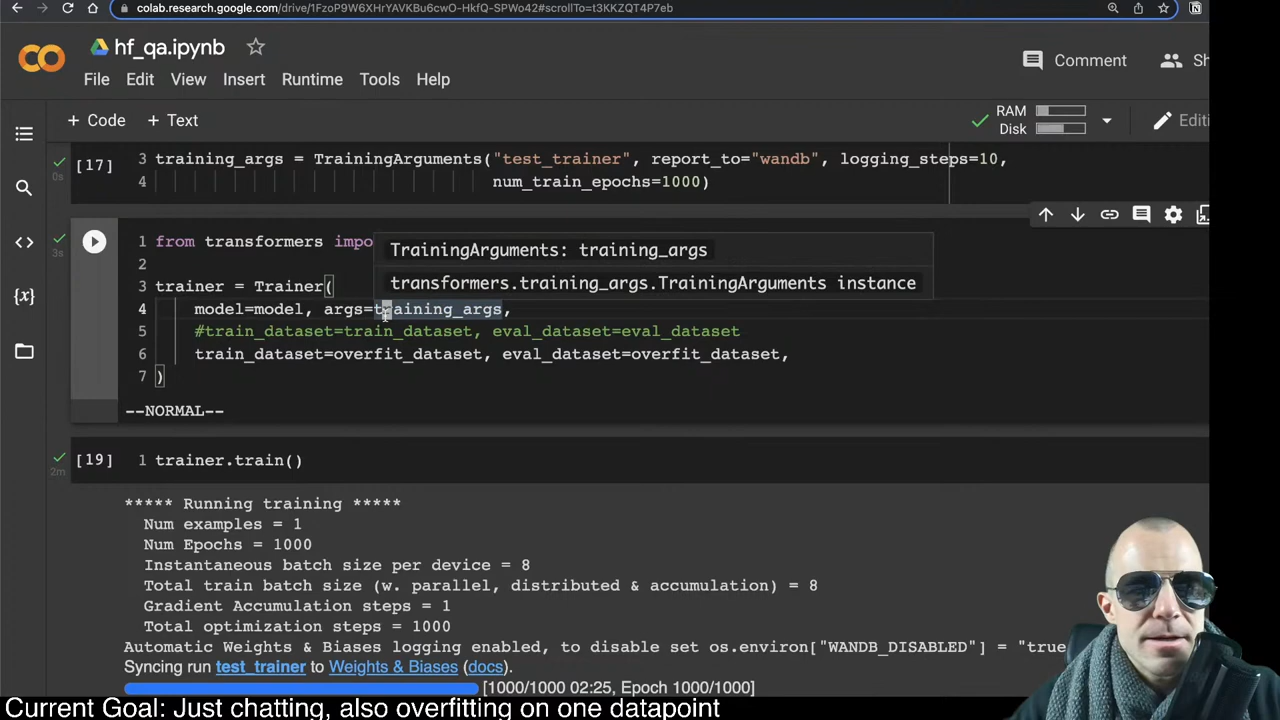 colab.research.google.com/drive/1FzoP9W6XHrYAVKBu6cwO-HkfQ-SPWo42#scrollTo=t3KKZQT4P7eb
hf_qa.ipynb
Comment
File Edit View Insert Runtime Tools Help
+ Code + Text
RAM
Disk
[17]
0s
3 training_args = TrainingArguments("test_trainer", report_to="wandb", logging_steps=10,
4 num_train_epochs=1000)
3s
1 from transformers impo
TrainingArguments: training_args
2
transformers.training_args.TrainingArguments instance
3 trainer = Trainer(
4 model=model, args=training_args,
5 #train_dataset=train_dataset, eval_dataset=eval_dataset
6 train_dataset=overfit_dataset, eval_dataset=overfit_dataset,
7 )
--NORMAL--
[19] 1 trainer.train()
2m
***** Running training *****
Num examples = 1
Num Epochs = 1000
Instantaneous batch size per device = 8
Total train batch size (w. parallel, distributed & accumulation) = 8
Gradient Accumulation steps = 1
Total optimization steps = 1000
Automatic Weights & Biases logging enabled, to disable set os.environ["WANDB_DISABLED"] = "true
Syncing run test_trainer to Weights & Biases (docs).
[1000/1000 02:25, Epoch 1000/1000]
Current Goal: Just chatting, also overfitting on one datapoint